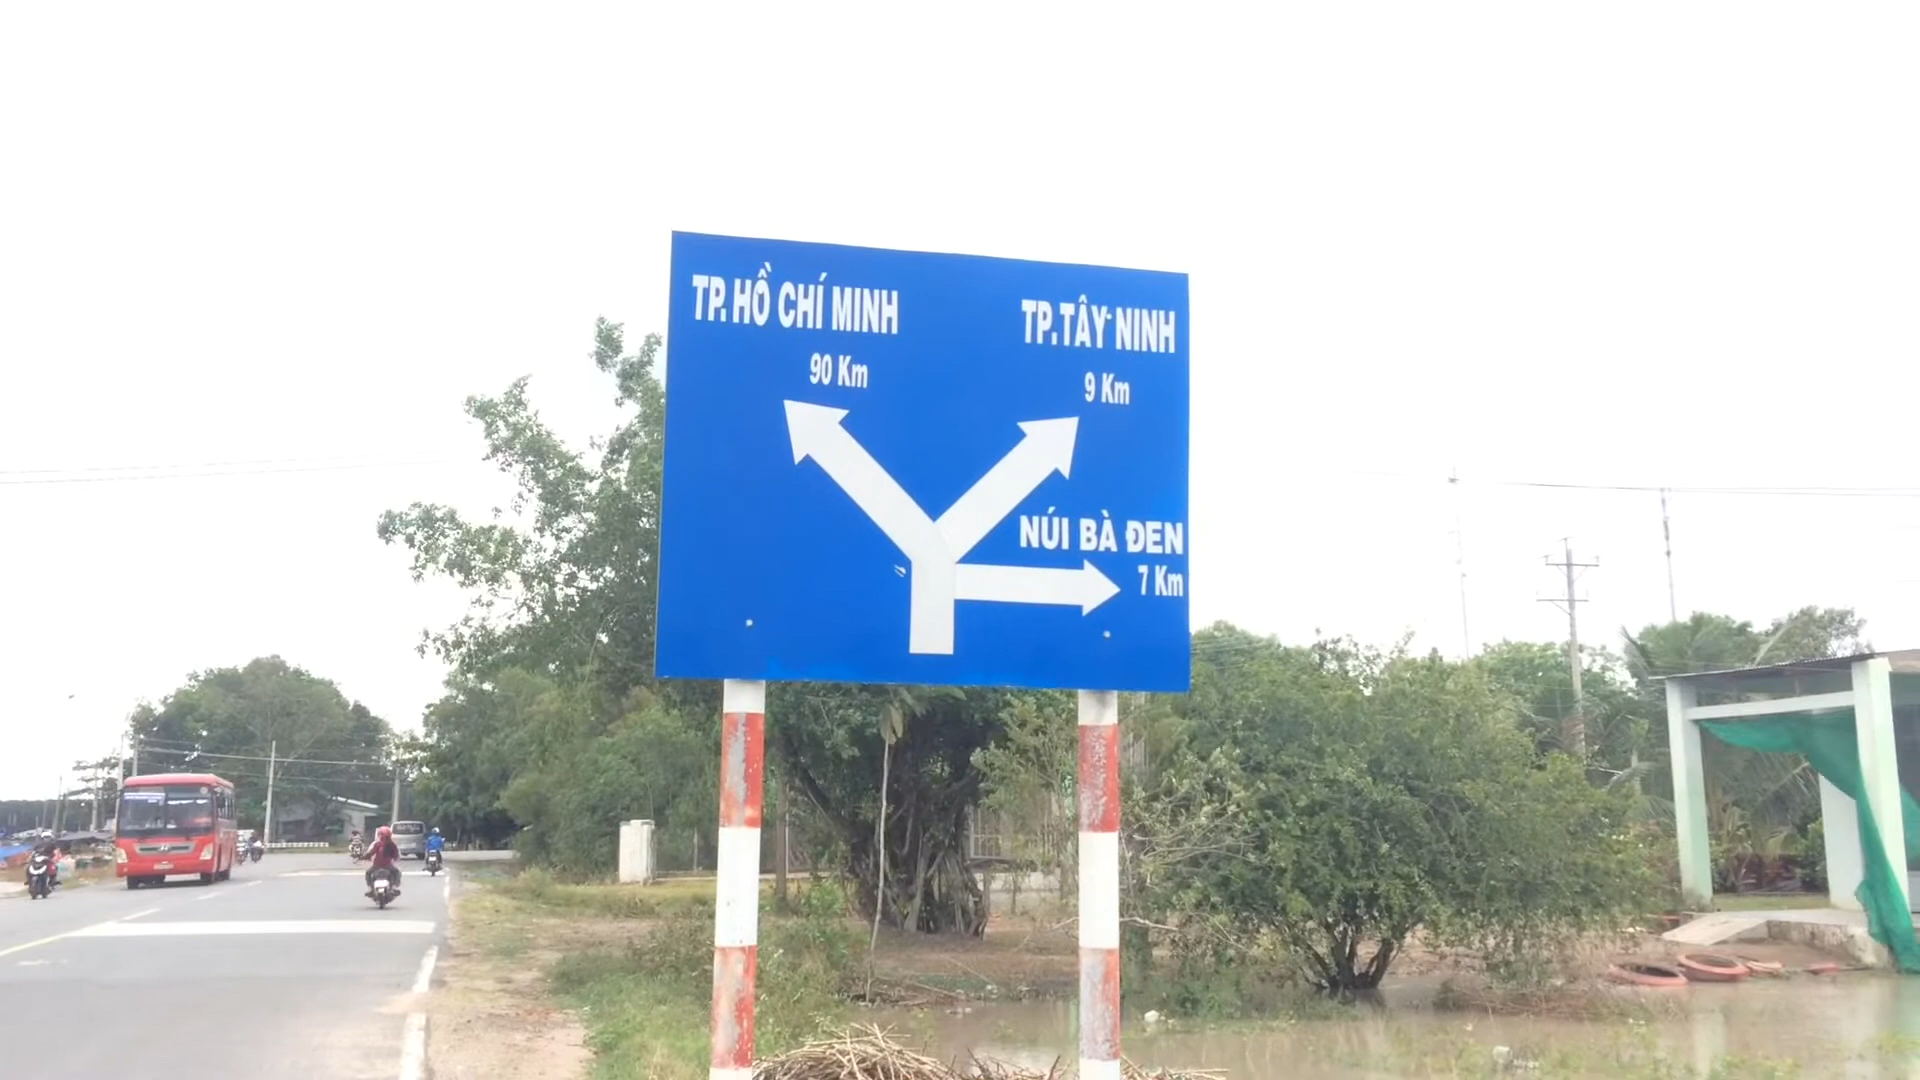 TP. HỒ CHÍ MINH
90 Km
TP. TÂY NINH
9 Km
NÚI BÀ ĐEN
7 Km